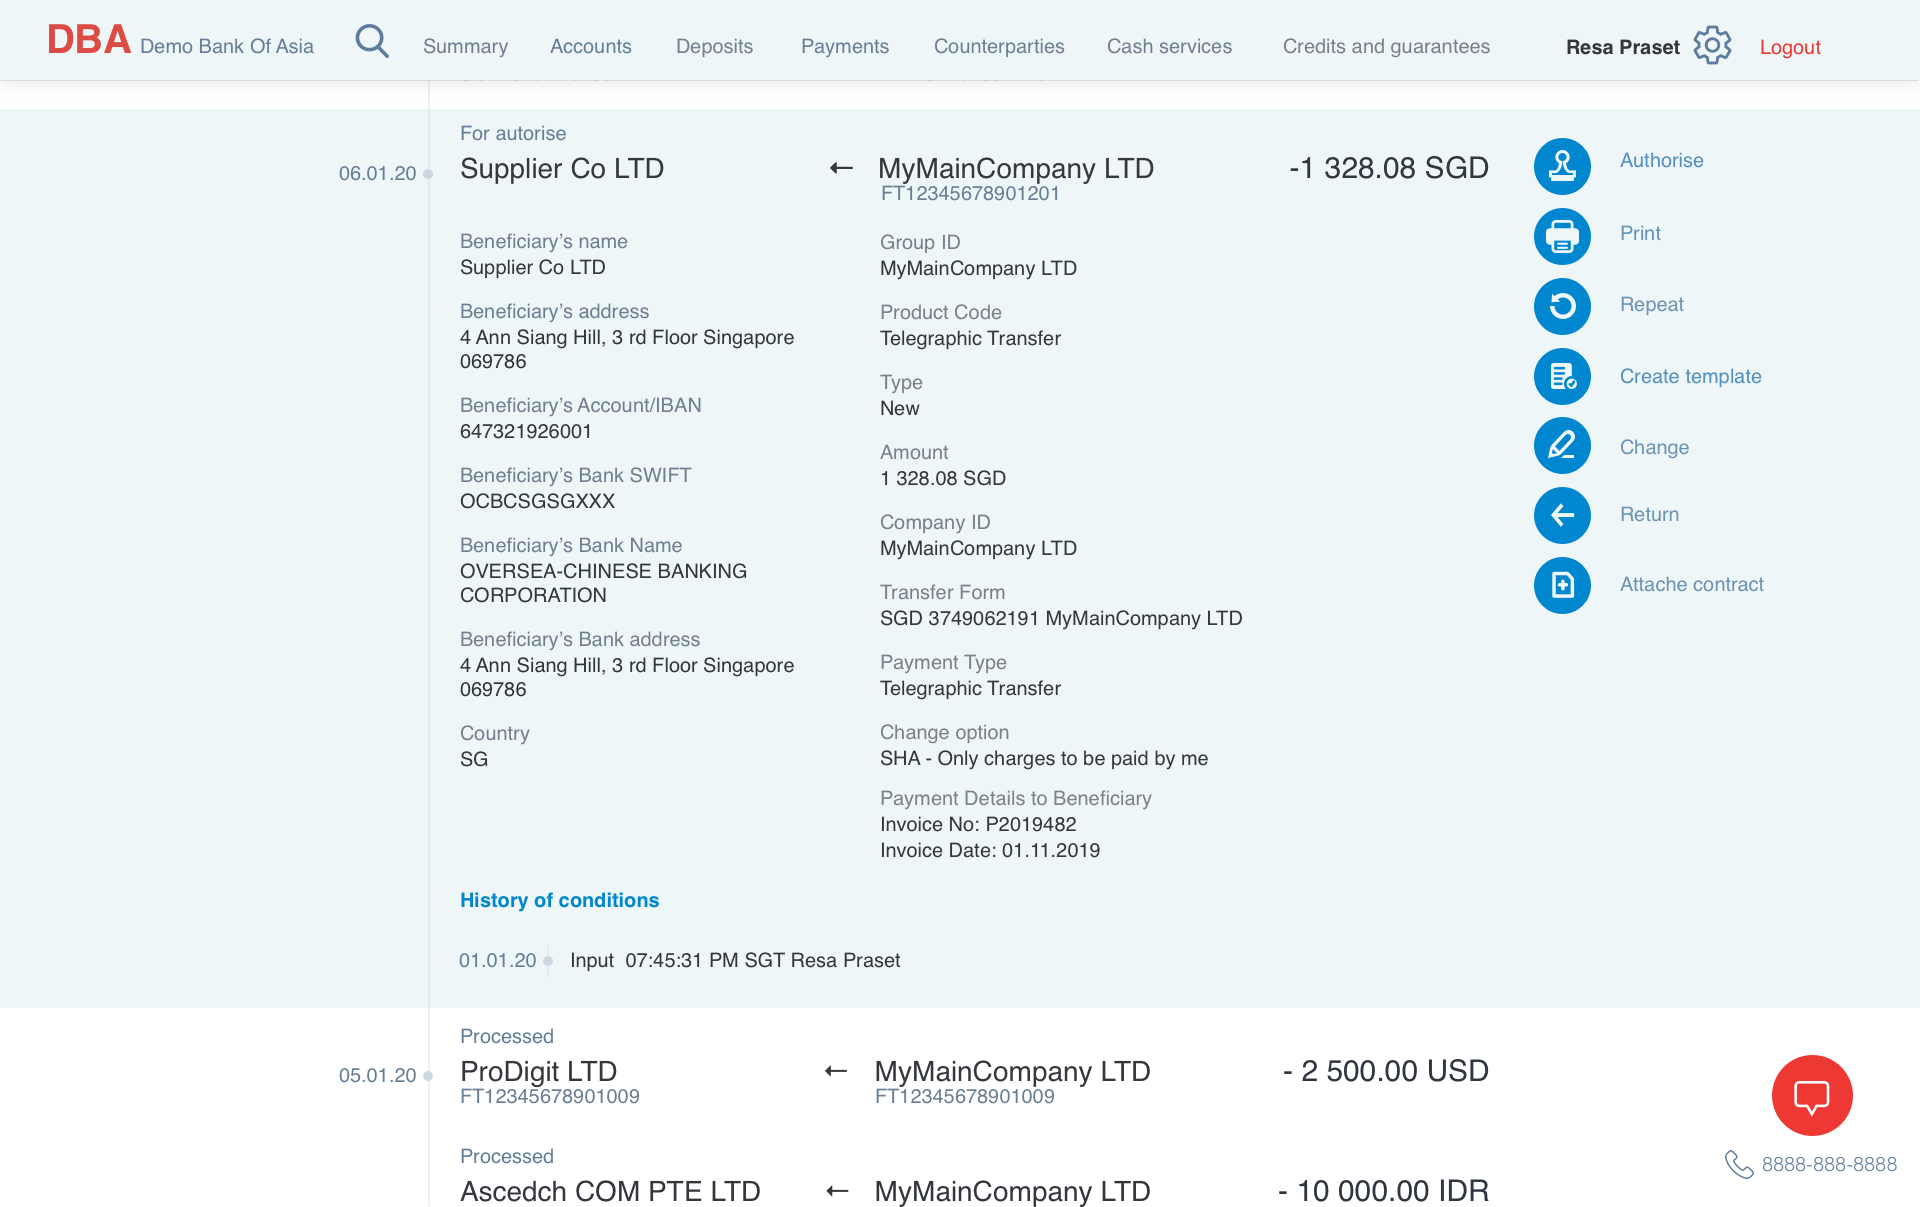 DBA Demo Bank Of Asia
Summary
Accounts
Deposits
Payments
Counterparties
Cash services
Credits and guarantees
Resa Praset
Logout
For autorise
06.01.20
Supplier Co LTD
← MyMainCompany LTD
FT12345678901201
-1 328.08 SGD
Beneficiary’s name
Supplier Co LTD
Beneficiary’s address
4 Ann Siang Hill, 3 rd Floor Singapore
069786
Beneficiary’s Account/IBAN
647321926001
Beneficiary’s Bank SWIFT
OCBCSGSGXXX
Beneficiary’s Bank Name
OVERSEA-CHINESE BANKING
CORPORATION
Beneficiary’s Bank address
4 Ann Siang Hill, 3 rd Floor Singapore
069786
Country
SG
Group ID
MyMainCompany LTD
Product Code
Telegraphic Transfer
Type
New
Amount
1 328.08 SGD
Company ID
MyMainCompany LTD
Transfer Form
SGD 3749062191 MyMainCompany LTD
Payment Type
Telegraphic Transfer
Change option
SHA - Only charges to be paid by me
Payment Details to Beneficiary
Invoice No: P2019482
Invoice Date: 01.11.2019
Authorise
Print
Repeat
Create template
Change
Return
Attache contract
History of conditions
01.01.20
Input 07:45:31 PM SGT Resa Praset
Processed
05.01.20
ProDigit LTD
FT12345678901009
← MyMainCompany LTD
FT12345678901009
- 2 500.00 USD
Processed
Ascedch COM PTE LTD
← MyMainCompany LTD
- 10 000.00 IDR
8888-888-8888